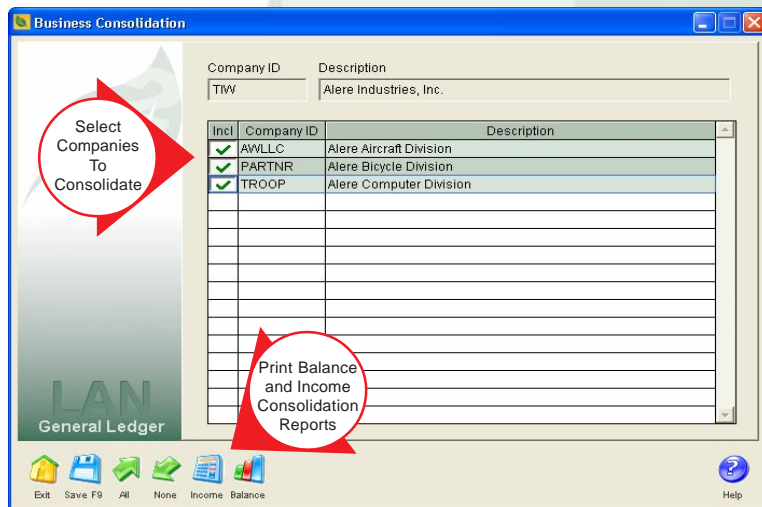 Business Consolidation
Company ID Description
TIW Alere Industries, Inc.
Select
Companies
To
Consolidate
Incl Company ID Description
AWLLC Alere Aircraft Division
PARTNR Alere Bicycle Division
TROOP Alere Computer Division
Print Balance
and Income
Consolidation
Reports
LAN
General Ledger
Exit Save F9 All None Income Balance Help